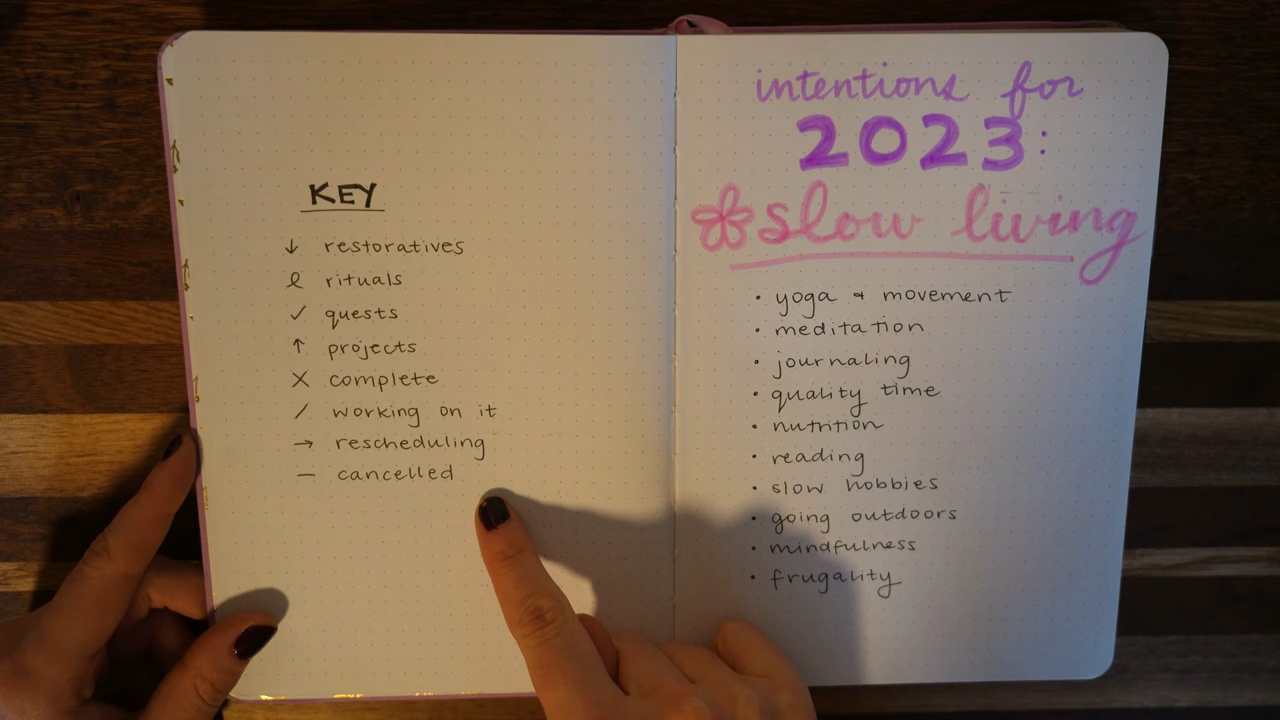 KEY
↓ restoratives
ℓ rituals
✓ quests
↑ projects
X complete
/ working on it
→ rescheduling
— cancelled
intentions for
2023:
slow living
• yoga & movement
• meditation
• journaling
• quality time
• nutrition
• reading
• slow hobbies
• going outdoors
• mindfulness
• frugality